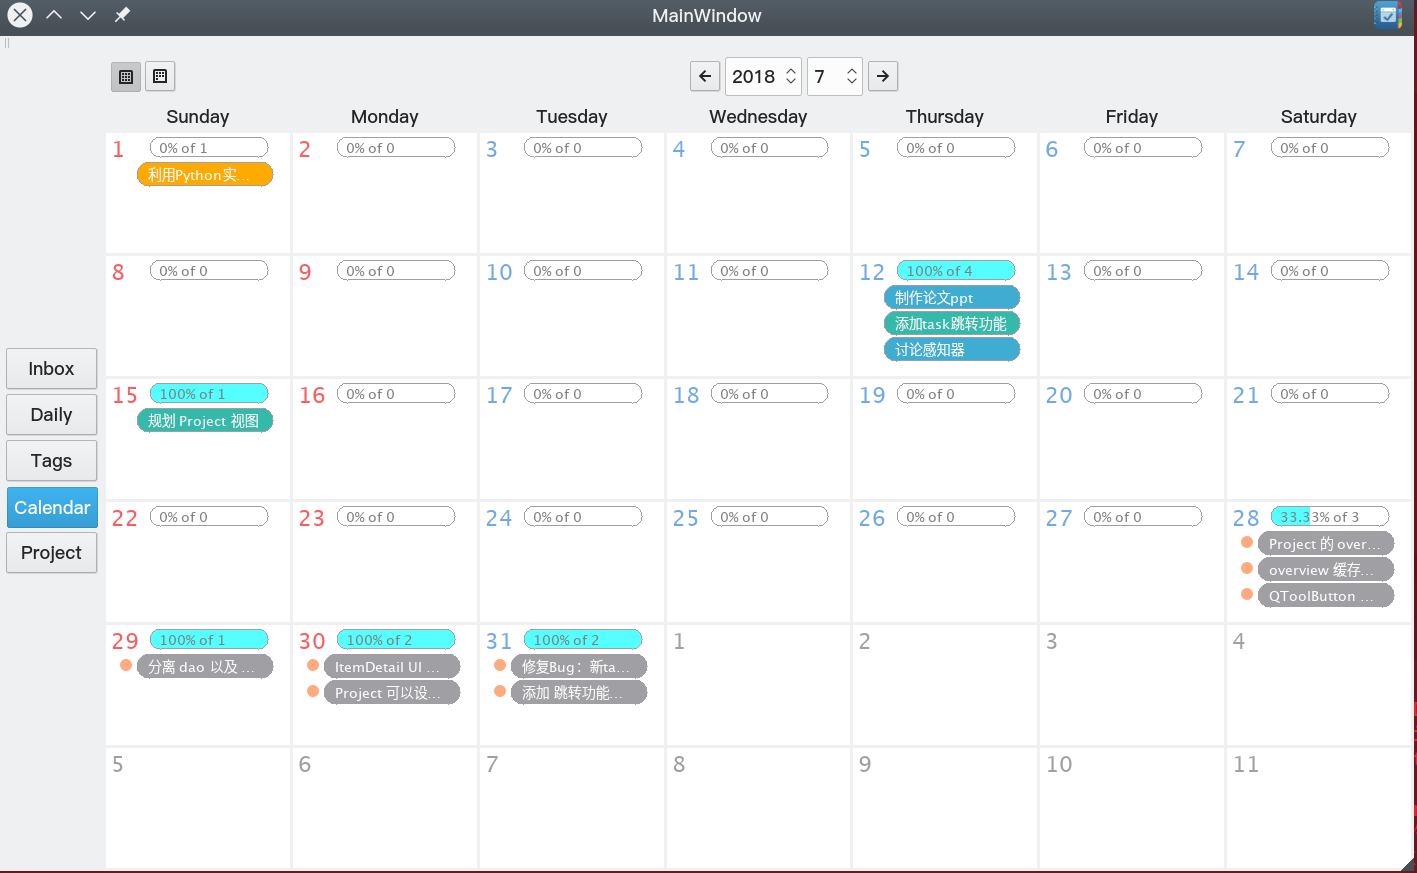 MainWindow
2018 7
Sunday Monday Tuesday Wednesday Thursday Friday Saturday
1 0% of 1 2 0% of 0 3 0% of 0 4 0% of 0 5 0% of 0 6 0% of 0 7 0% of 0
利用Python实...
8 0% of 0 9 0% of 0 10 0% of 0 11 0% of 0 12 100% of 4 13 0% of 0 14 0% of 0
制作论文ppt
添加task跳转功能
讨论感知器
Inbox
Daily
Tags
Calendar
Project
15 100% of 1 16 0% of 0 17 0% of 0 18 0% of 0 19 0% of 0 20 0% of 0 21 0% of 0
规划 Project 视图
22 0% of 0 23 0% of 0 24 0% of 0 25 0% of 0 26 0% of 0 27 0% of 0 28 33.33% of 3
Project 的 over...
overview 缓存...
QToolButton ...
29 100% of 1 30 100% of 2 31 100% of 2 1 2 3 4
分离 dao 以及 ... ItemDetail UI ... 修复Bug：新ta...
Project 可以设... 添加 跳转功能...
5 6 7 8 9 10 11